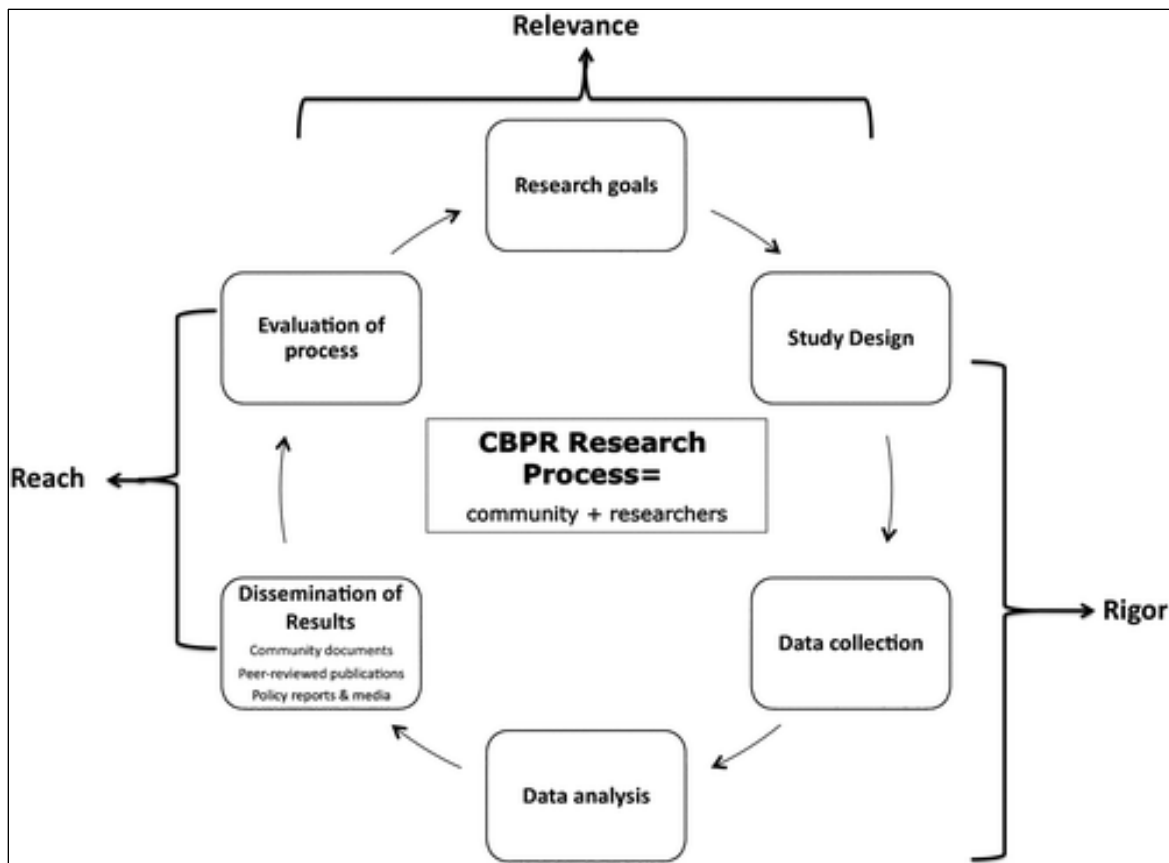 Relevance
Research goals
Evaluation of
process
Study Design
CBPR Research
Process=
community + researchers
Reach
Dissemination of
Results
Community documents
Peer-reviewed publications
Policy reports & media
Data collection
Rigor
Data analysis